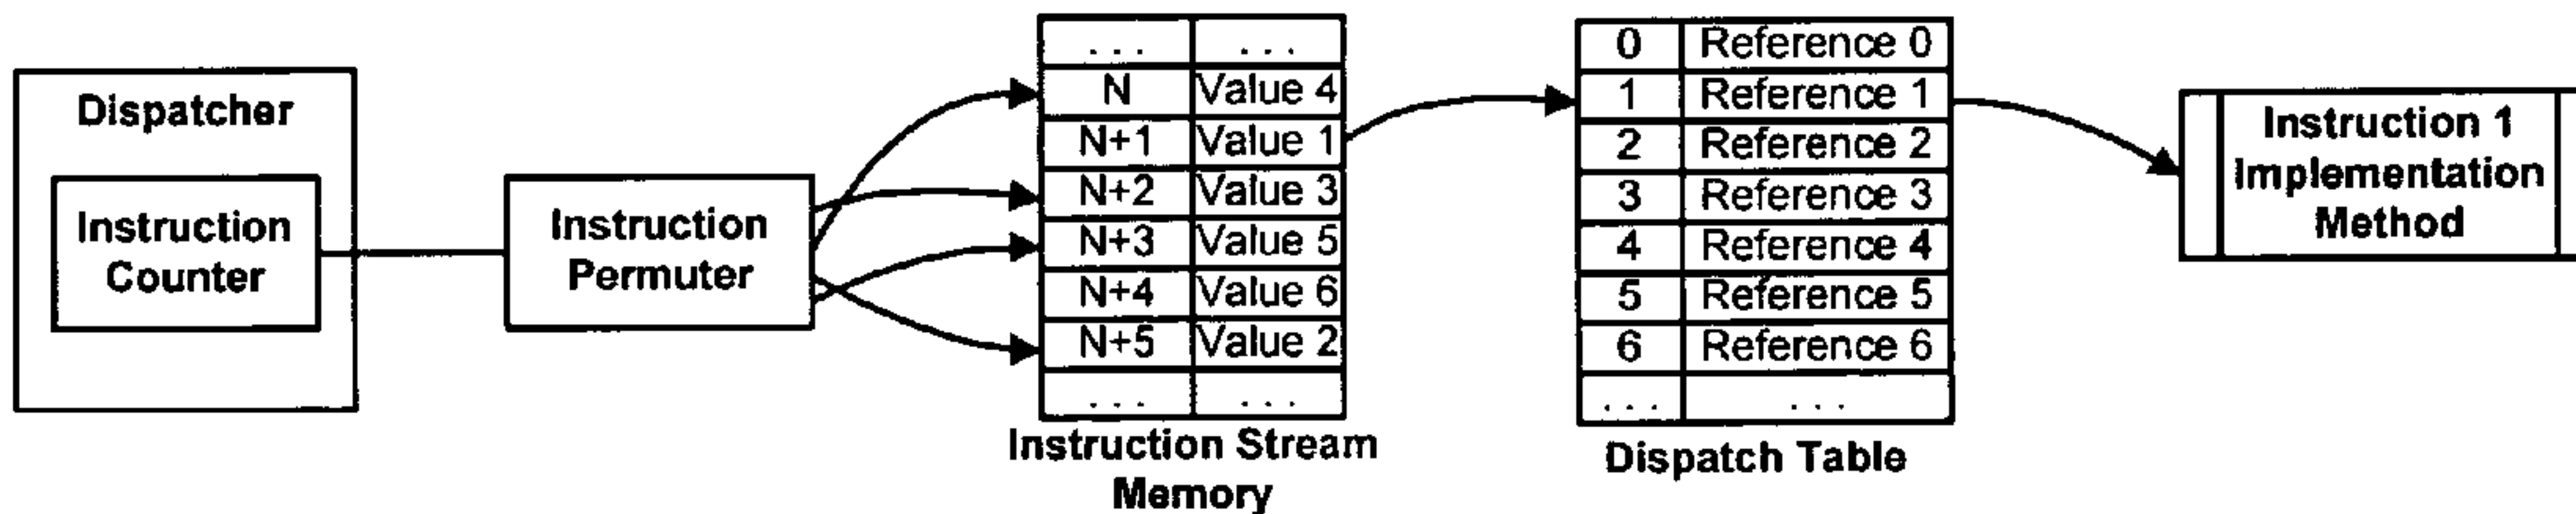 Dispatcher
Instruction
Counter
Instruction
Permuter
. . . . . .
N Value 4
N+1 Value 1
N+2 Value 3
N+3 Value 5
N+4 Value 6
N+5 Value 2
. . . . . .
Instruction Stream
Memory
0 Reference 0
1 Reference 1
2 Reference 2
3 Reference 3
4 Reference 4
5 Reference 5
6 Reference 6
. . . . . .
Dispatch Table
Instruction 1
Implementation
Method